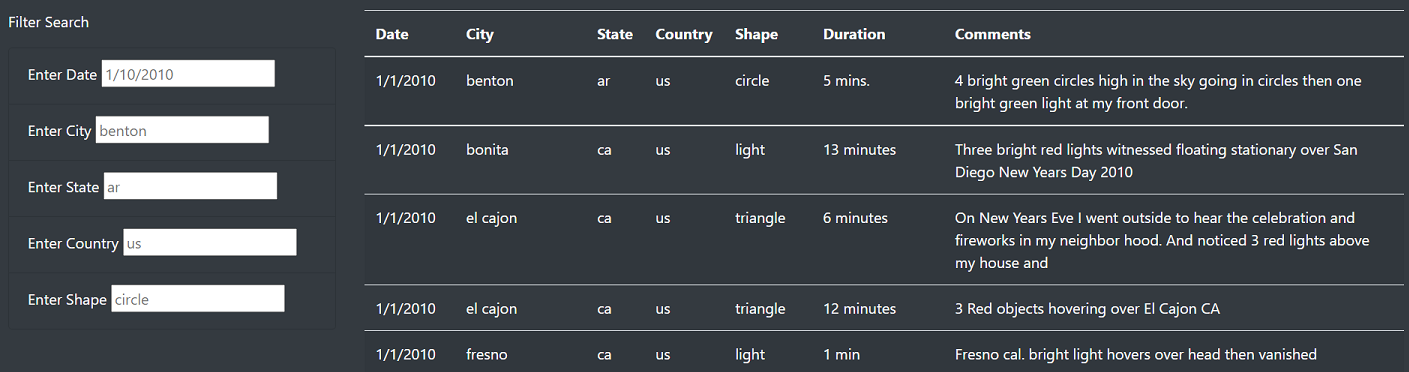 Filter Search
Enter Date 1/10/2010
Enter City benton
Enter State ar
Enter Country us
Enter Shape circle
Date City State Country Shape Duration Comments
1/1/2010 benton ar us circle 5 mins. 4 bright green circles high in the sky going in circles then one
bright green light at my front door.
1/1/2010 bonita ca us light 13 minutes Three bright red lights witnessed floating stationary over San
Diego New Years Day 2010
1/1/2010 el cajon ca us triangle 6 minutes On New Years Eve I went outside to hear the celebration and
fireworks in my neighbor hood. And noticed 3 red lights above
my house and
1/1/2010 el cajon ca us triangle 12 minutes 3 Red objects hovering over El Cajon CA
1/1/2010 fresno ca us light 1 min Fresno cal. bright light hovers over head then vanished